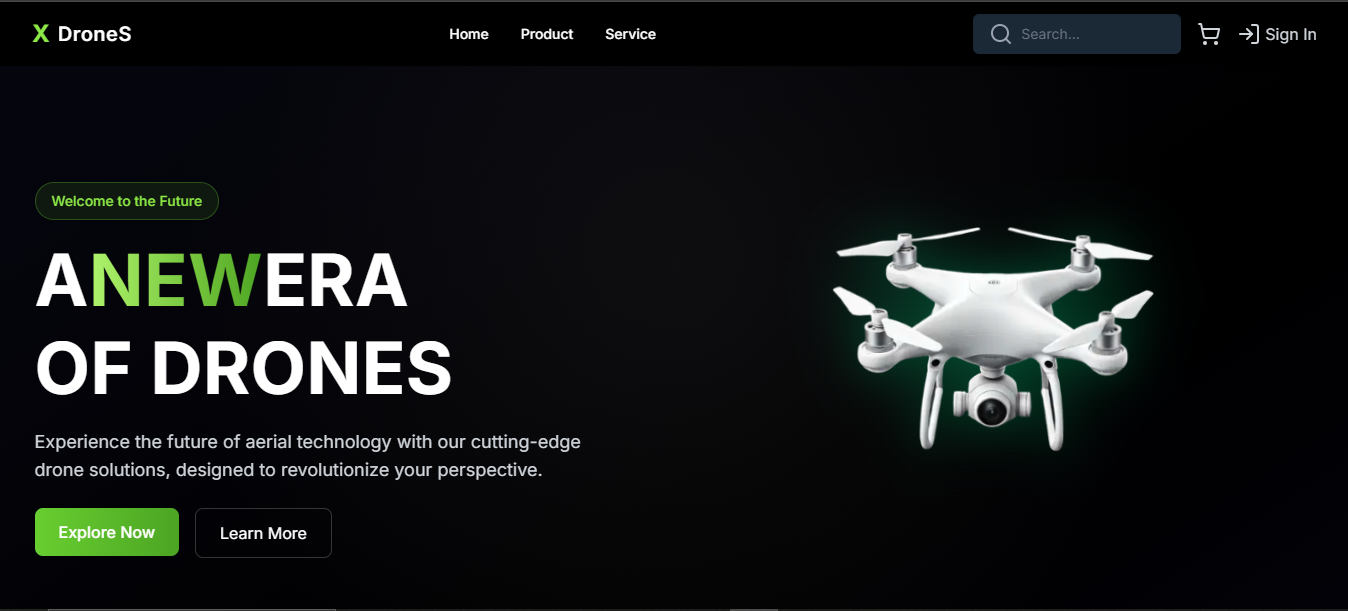 X DroneS
Home Product Service
Search...
Sign In
Welcome to the Future
ANEWERA
OF DRONES
Experience the future of aerial technology with our cutting-edge
drone solutions, designed to revolutionize your perspective.
Explore Now
Learn More